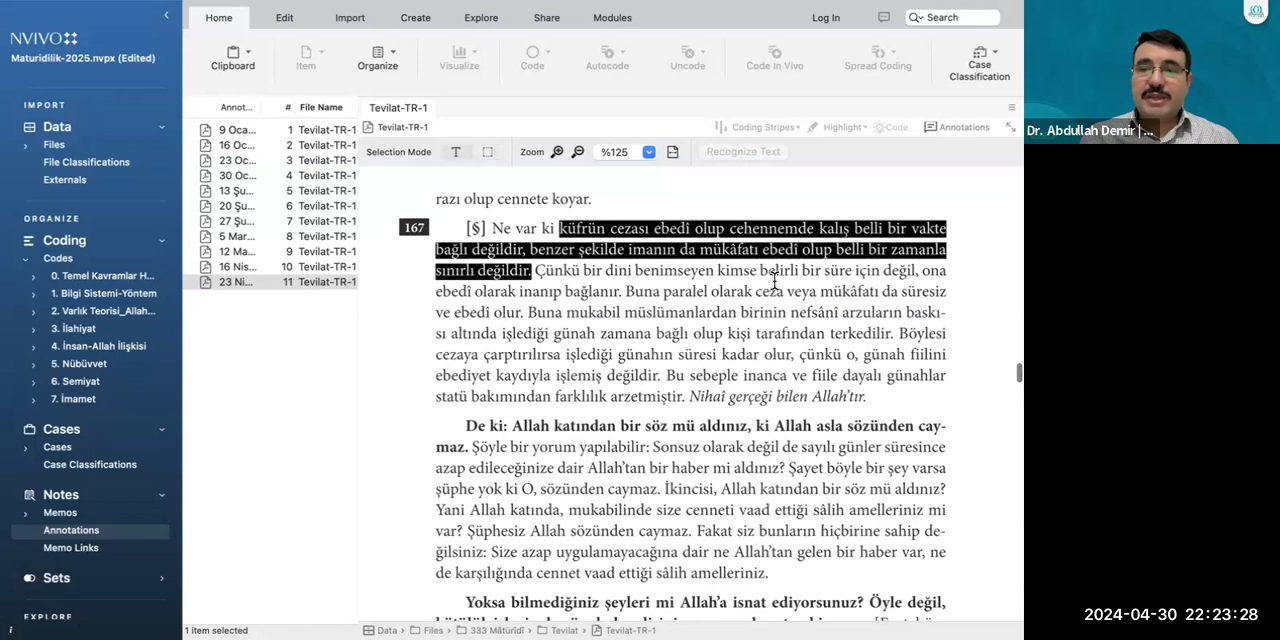 NVIVO
Maturidilik-2025.nvpx (Edited)
IMPORT
Data
Files
File Classifications
Externals
ORGANIZE
Coding
Codes
0. Temel Kavramlar H...
1. Bilgi Sistemi-Yöntem
2. Varlık Teorisi_Allah...
3. İlahiyat
4. İnsan-Allah İlişkisi
5. Nübüvvet
6. Semiyat
7. İmamet
Cases
Cases
Case Classifications
Notes
Memos
Annotations
Memo Links
Sets
EXPLORE
Home Edit Import Create Explore Share Modules Log In Search
Clipboard Item Organize Visualize Code Autocode Uncode Code In Vivo Spread Coding Case Classification
Annot... # File Name
9 Oca... 1 Tevilat-TR-1
16 Oc... 2 Tevilat-TR-1
23 Oc... 3 Tevilat-TR-1
30 Oc... 4 Tevilat-TR-1
13 Şu... 5 Tevilat-TR-1
20 Şu... 6 Tevilat-TR-1
27 Şu... 7 Tevilat-TR-1
5 Mar... 8 Tevilat-TR-1
12 Ma... 9 Tevilat-TR-1
16 Nis... 10 Tevilat-TR-1
23 Ni... 11 Tevilat-TR-1
1 item selected
Tevilat-TR-1
Tevilat-TR-1 Coding Stripes Highlight Code Annotations
Selection Mode T Zoom %125 Recognize Text
razı olup cennete koyar.
167 [§] Ne var ki küfrün cezası ebedî olup cehennemde kalış belli bir vakte
bağlı değildir, benzer şekilde imanın da mükâfatı ebedî olup belli bir zamanla
sınırlı değildir. Çünkü bir dini benimseyen kimse belirli bir süre için değil, ona
ebedî olarak inanıp bağlanır. Buna paralel olarak ceza veya mükâfatı da süresiz
ve ebedî olur. Buna mukabil müslümanlardan birinin nefsânî arzuların baskı-
sı altında işlediği günah zamana bağlı olup kişi tarafından terkedilir. Böylesi
cezaya çarptırılırsa işlediği günahın süresi kadar olur, çünkü o, günah fiilini
ebediyet kaydıyla işlemiş değildir. Bu sebeple inanca ve fiile dayalı günahlar
statü bakımından farklılık arzetmiştir. Nihaî gerçeği bilen Allah'tır.
De ki: Allah katından bir söz mü aldınız, ki Allah asla sözünden cay-
maz. Şöyle bir yorum yapılabilir: Sonsuz olarak değil de sayılı günler süresince
azap edileceğinize dair Allah'tan bir haber mi aldınız? Şayet böyle bir şey varsa
şüphe yok ki O, sözünden caymaz. İkincisi, Allah katından bir söz mü aldınız?
Yani Allah katında, mukabilinde size cenneti vaad ettiği sâlih amelleriniz mi
var? Şüphesiz Allah sözünden caymaz. Fakat siz bunların hiçbirine sahip de-
ğilsiniz: Size azap uygulamayacağına dair ne Allah'tan gelen bir haber var, ne
de karşılığında cennet vaad ettiği sâlih amelleriniz.
Yoksa bilmediğiniz şeyleri mi Allah'a isnat ediyorsunuz? Öyle değil,
Data Files 333 Mâtürîdî Tevilat Tevilat-TR-1
Dr. Abdullah Demir | ...
2024-04-30 22:23:28